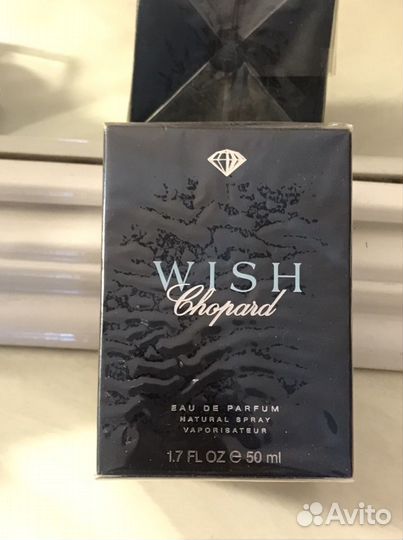 WISH
Chopard
EAU DE PARFUM
NATURAL SPRAY
VAPORISATEUR
1.7 FL OZ ℮ 50 ml
Avito